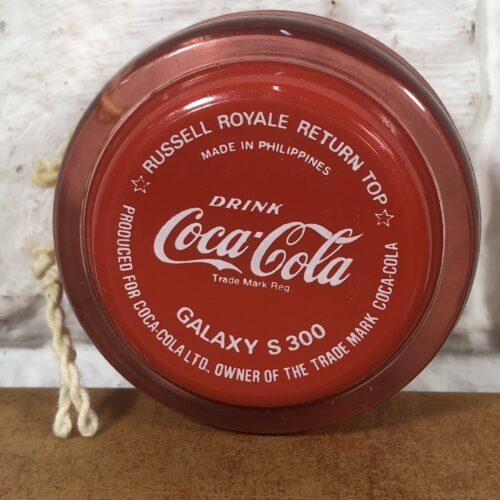 ☆ RUSSELL ROYALE RETURN TOP ☆
MADE IN PHILIPPINES
DRINK
Coca-Cola
Trade Mark Reg.
GALAXY S 300
PRODUCED FOR COCA-COLA LTD. OWNER OF THE TRADE MARK COCA-COLA